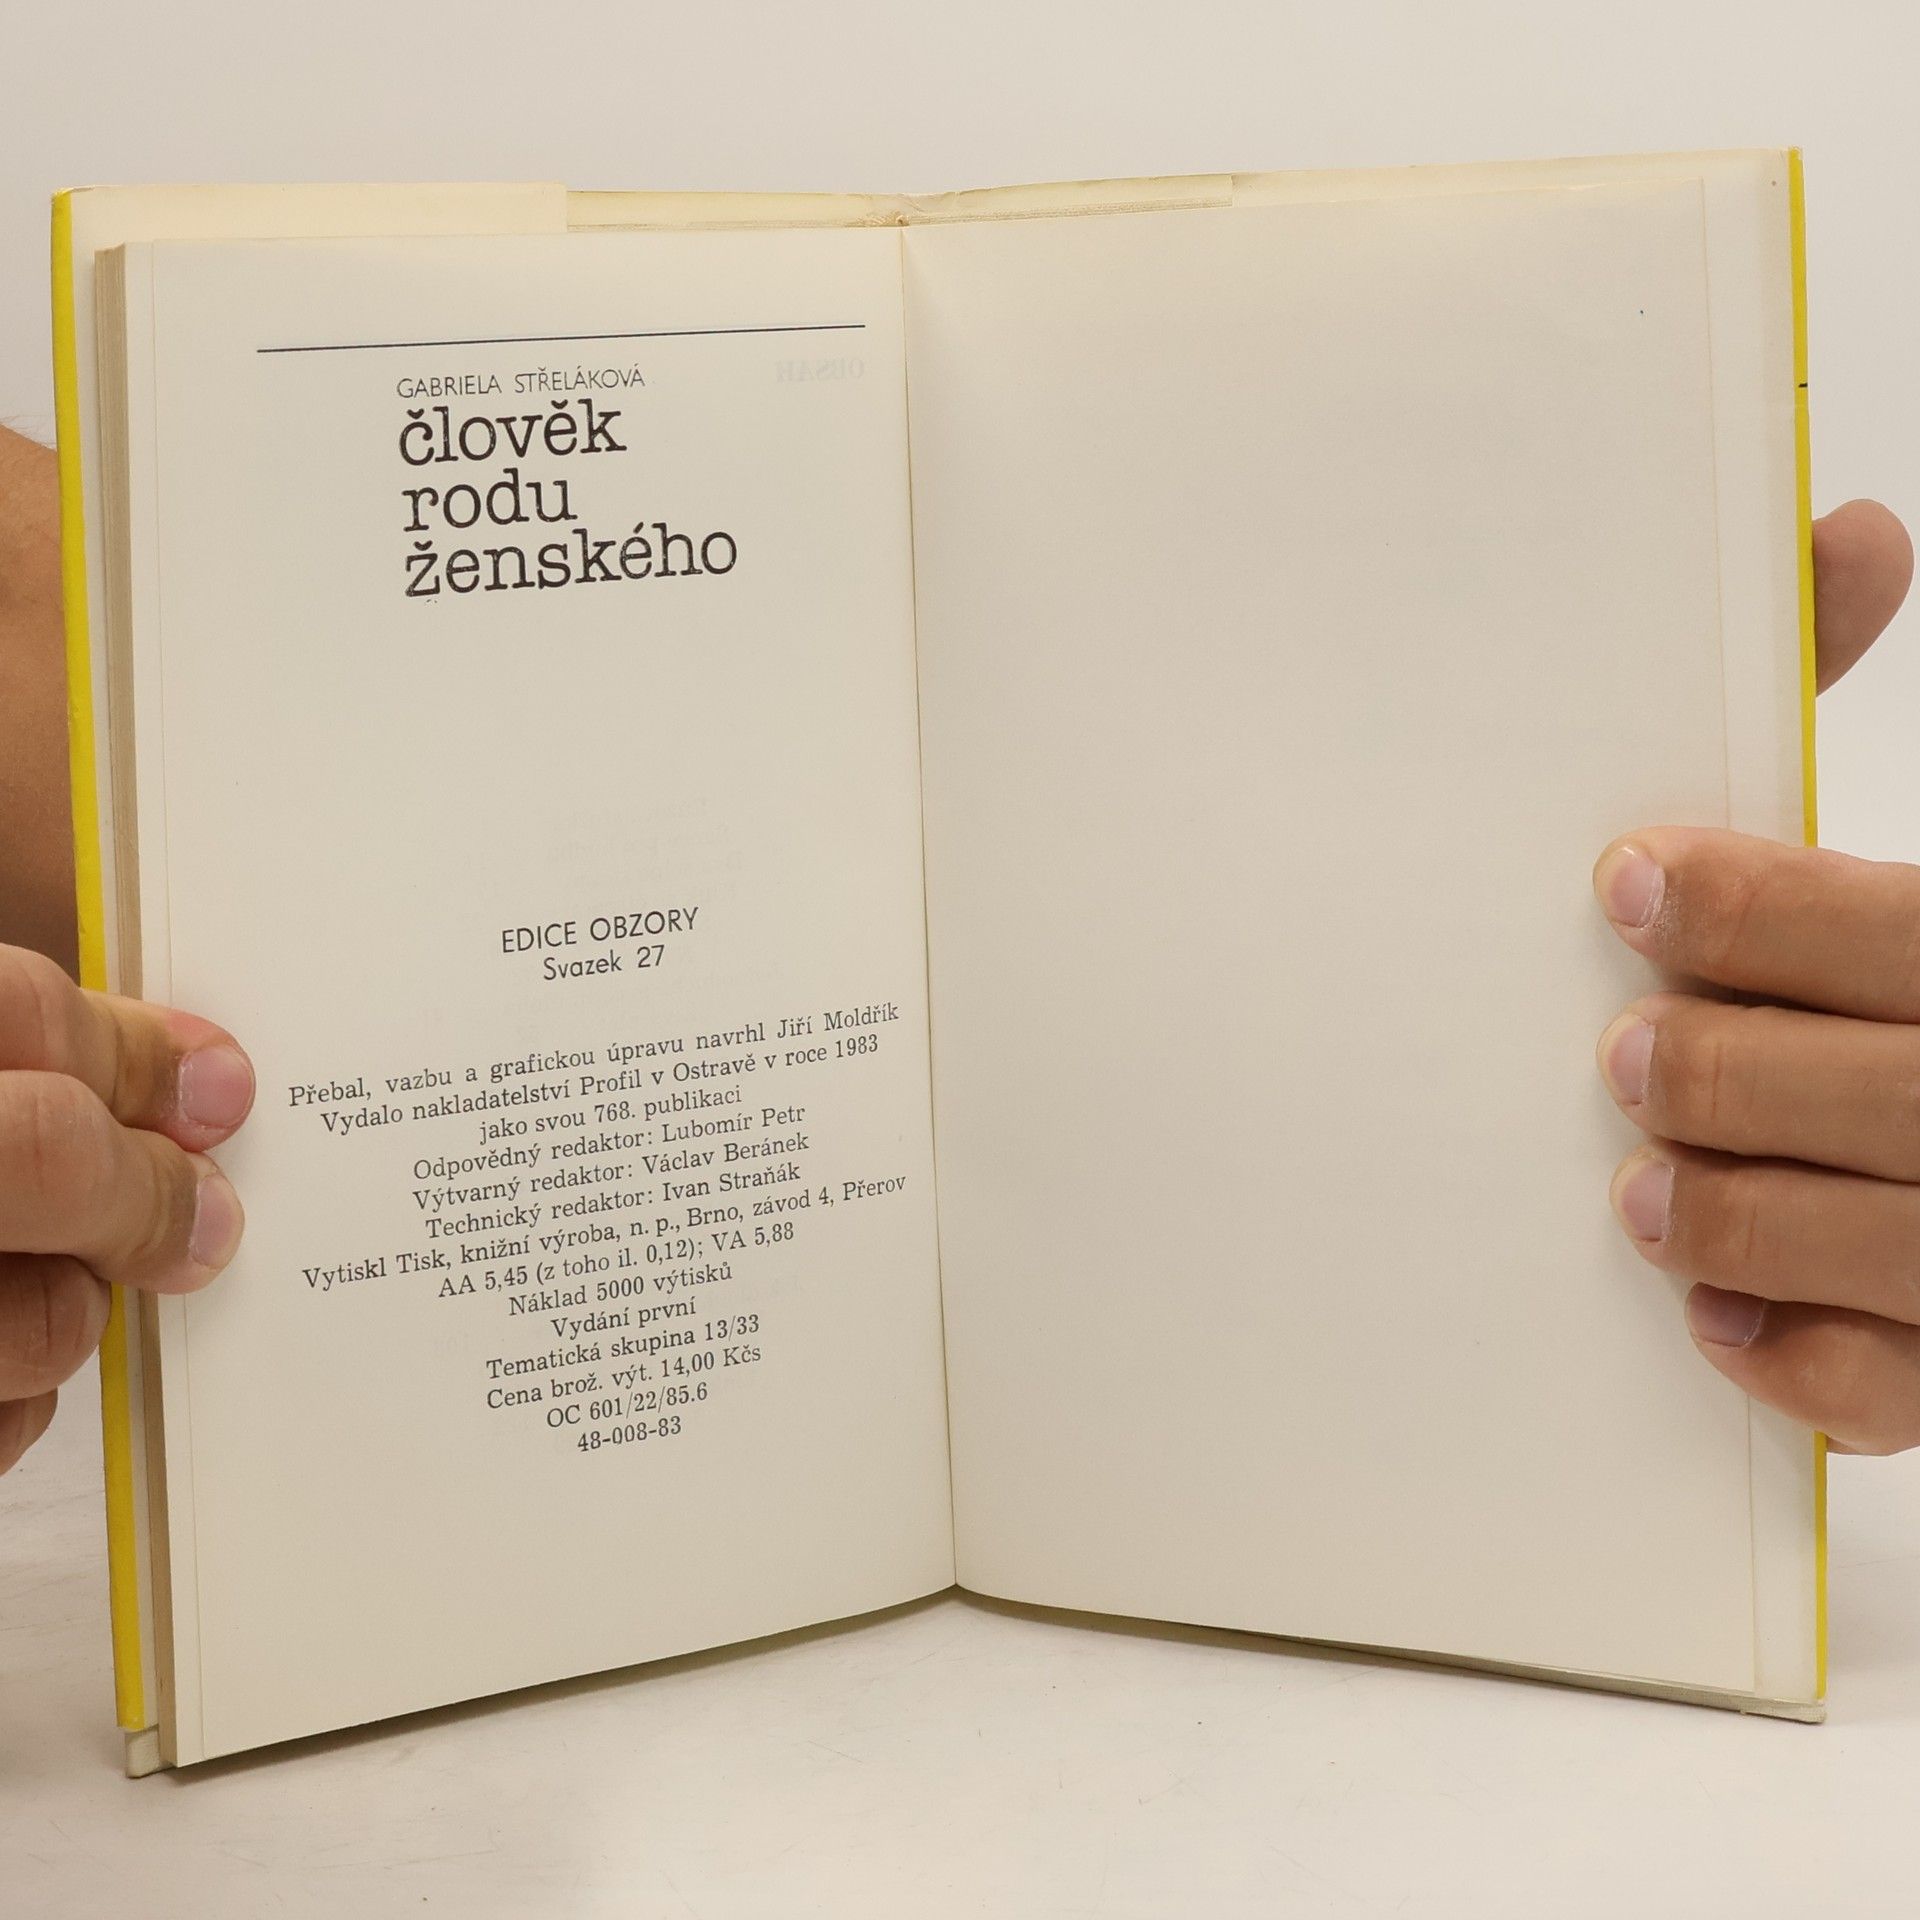 GABRIELA STŘELÁKOVÁ
člověk
rodu
ženského
EDICE OBZORY
Svazek 27
Přebal, vazbu a grafickou úpravu navrhl Jiří Moldřík
Vydalo nakladatelství Profil v Ostravě v roce 1983
jako svou 768. publikaci
Odpovědný redaktor: Lubomír Petr
Výtvarný redaktor: Václav Beránek
Technický redaktor: Ivan Straňák
Vytiskl Tisk, knižní výroba, n. p., Brno, závod 4, Přerov
AA 5,45 (z toho il. 0,12); VA 5,88
Náklad 5000 výtisků
Vydání první
Tematická skupina 13/33
Cena brož. výt. 14,00 Kčs
OC 601/22/85.6
48-008-83
OBSAH